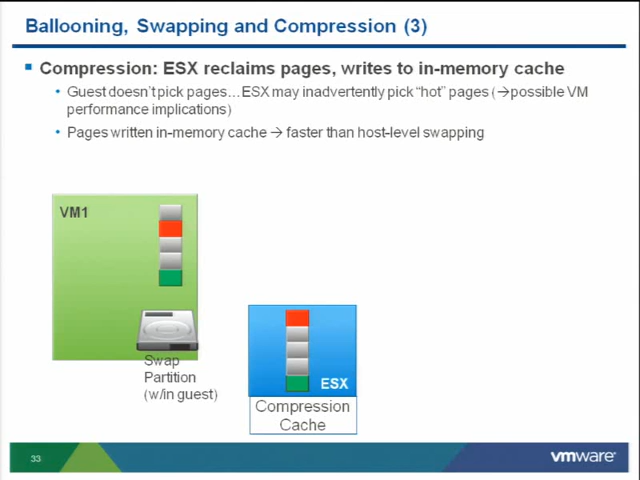 Ballooning, Swapping and Compression (3)
Compression: ESX reclaims pages, writes to in-memory cache
Guest doesn't pick pages…ESX may inadvertently pick "hot" pages (→possible VM
performance implications)
Pages written in-memory cache → faster than host-level swapping
VM1
Swap
Partition
(w/in guest)
ESX
Compression
Cache
33
vmware